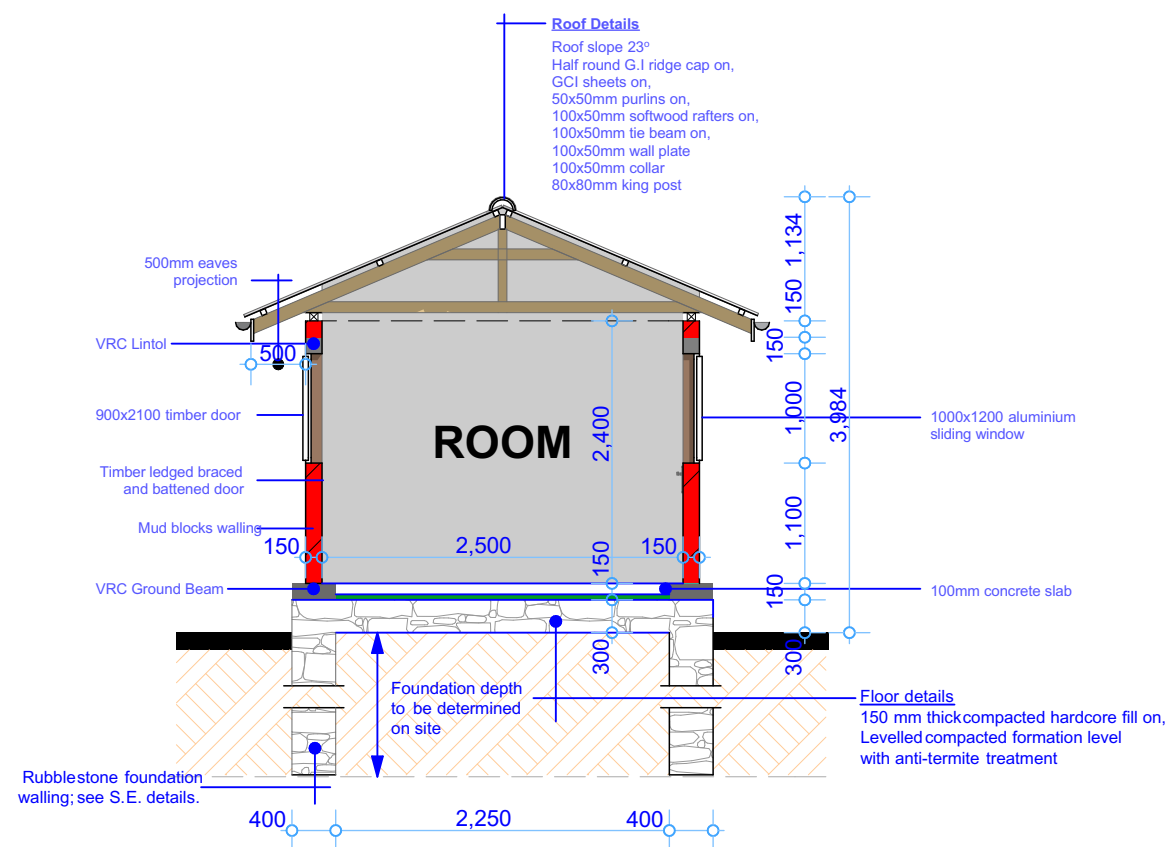 Roof Details
Roof slope 23º
Half round G.I ridge cap on,
GCI sheets on,
50x50mm purlins on,
100x50mm softwood rafters on,
100x50mm tie beam on,
100x50mm wall plate
100x50mm collar
80x80mm king post
500mm eaves
projection
VRC Lintol
500
900x2100 timber door
Timber ledged braced
and battened door
Mud blocks walling
VRC Ground Beam
ROOM
2,400
150
2,500
150
150
300
1,134
150
150
1,000
1,100
150
300
3,984
1000x1200 aluminium
sliding window
100mm concrete slab
Foundation depth
to be determined
on site
Floor details
150 mm thick compacted hardcore fill on,
Levelled compacted formation level
with anti-termite treatment
Rubblestone foundation
walling; see S.E. details.
400
2,250
400